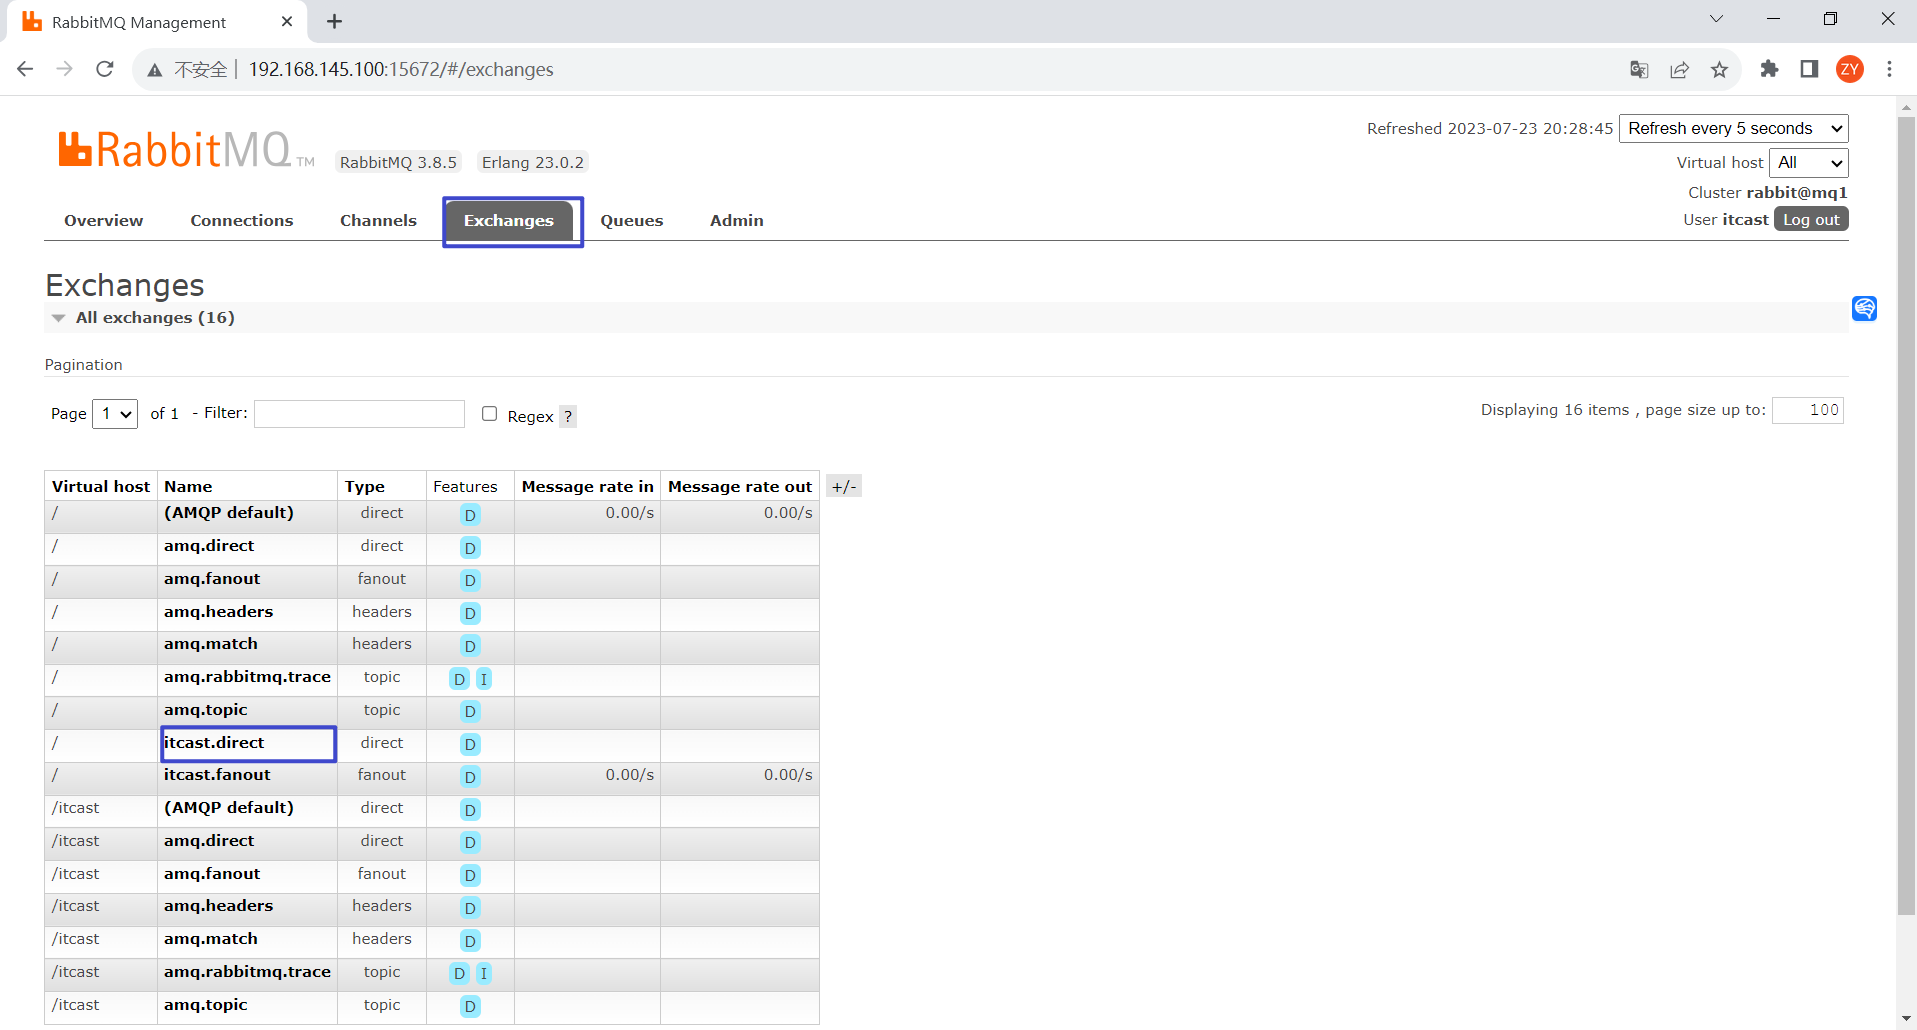 RabbitMQ Management
不安全 | 192.168.145.100:15672/#/exchanges
ZY
RabbitMQ TM RabbitMQ 3.8.5 Erlang 23.0.2
Refreshed 2023-07-23 20:28:45 Refresh every 5 seconds
Virtual host All
Cluster rabbit@mq1
User itcast Log out
Overview Connections Channels Exchanges Queues Admin
Exchanges
All exchanges (16)
Pagination
Page 1 of 1 - Filter: Regex ? Displaying 16 items , page size up to: 100
Virtual host Name Type Features Message rate in Message rate out +/-
/ (AMQP default) direct D 0.00/s 0.00/s
/ amq.direct direct D
/ amq.fanout fanout D
/ amq.headers headers D
/ amq.match headers D
/ amq.rabbitmq.trace topic D I
/ amq.topic topic D
/ itcast.direct direct D
/ itcast.fanout fanout D 0.00/s 0.00/s
/itcast (AMQP default) direct D
/itcast amq.direct direct D
/itcast amq.fanout fanout D
/itcast amq.headers headers D
/itcast amq.match headers D
/itcast amq.rabbitmq.trace topic D I
/itcast amq.topic topic D